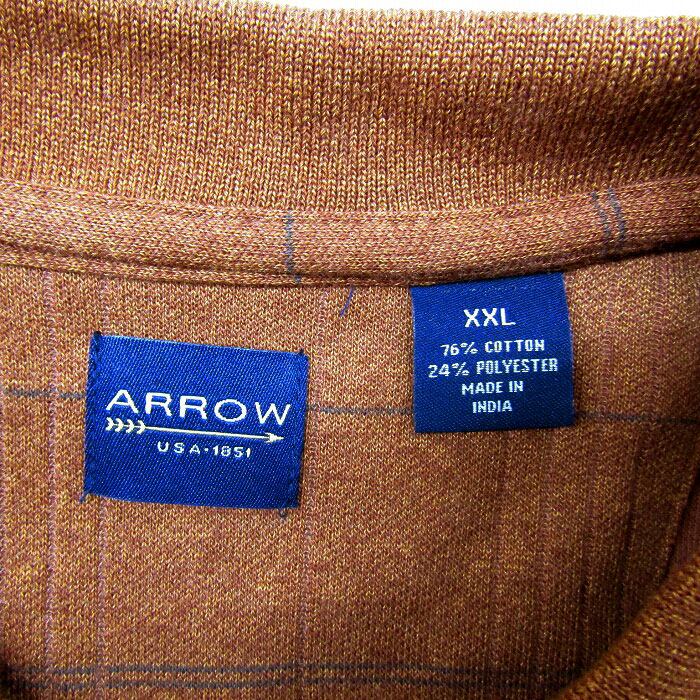 ARROW
USA·1851
XXL
76% COTTON
24% POLYESTER
MADE IN
INDIA